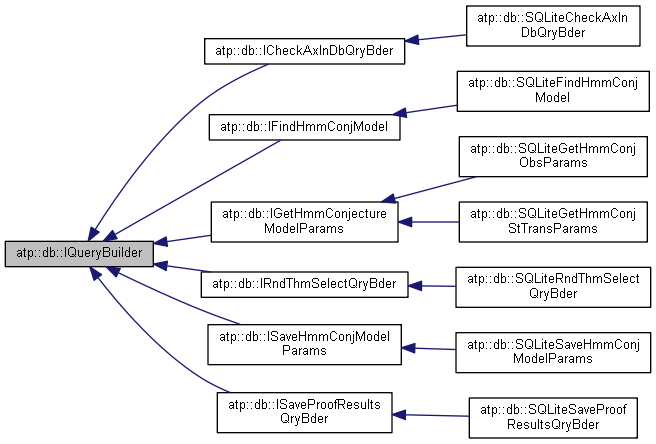 atp::db::IQueryBuilder
atp::db::ICheckAxInDbQryBder
atp::db::IFindHmmConjModel
atp::db::IGetHmmConjecture
ModelParams
atp::db::IRndThmSelectQryBder
atp::db::ISaveHmmConjModel
Params
atp::db::ISaveProofResults
QryBder
atp::db::SQLiteCheckAxIn
DbQryBder
atp::db::SQLiteFindHmmConj
Model
atp::db::SQLiteGetHmmConj
ObsParams
atp::db::SQLiteGetHmmConj
StTransParams
atp::db::SQLiteRndThmSelect
QryBder
atp::db::SQLiteSaveHmmConj
ModelParams
atp::db::SQLiteSaveProof
ResultsQryBder